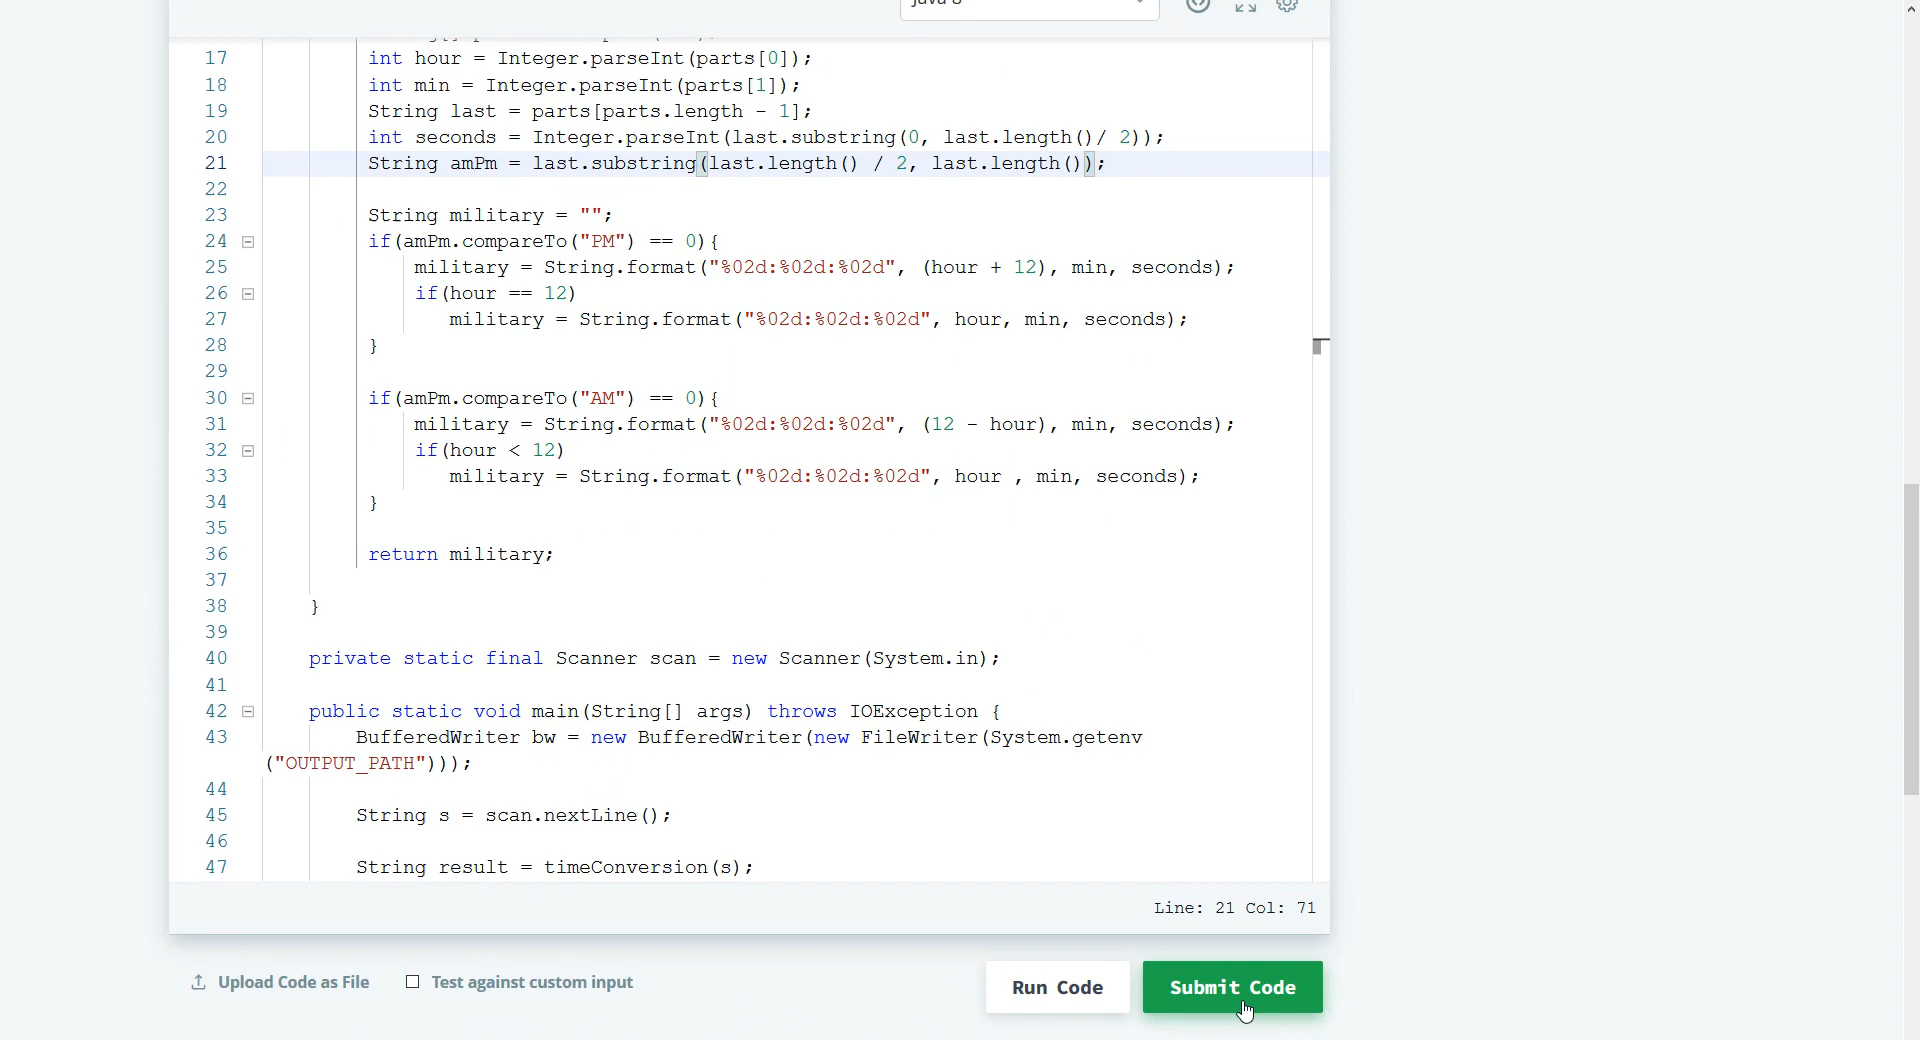 Java 8
17 int hour = Integer.parseInt(parts[0]);
18 int min = Integer.parseInt(parts[1]);
19 String last = parts[parts.length - 1];
20 int seconds = Integer.parseInt(last.substring(0, last.length()/ 2));
21 String amPm = last.substring(last.length() / 2, last.length());
22
23 String military = "";
24 if(amPm.compareTo("PM") == 0){
25 military = String.format("%02d:%02d:%02d", (hour + 12), min, seconds);
26 if(hour == 12)
27 military = String.format("%02d:%02d:%02d", hour, min, seconds);
28 }
29
30 if(amPm.compareTo("AM") == 0){
31 military = String.format("%02d:%02d:%02d", (12 - hour), min, seconds);
32 if(hour < 12)
33 military = String.format("%02d:%02d:%02d", hour , min, seconds);
34 }
35
36 return military;
37
38 }
39
40 private static final Scanner scan = new Scanner(System.in);
41
42 public static void main(String[] args) throws IOException {
43 BufferedWriter bw = new BufferedWriter(new FileWriter(System.getenv
("OUTPUT_PATH")));
44
45 String s = scan.nextLine();
46
47 String result = timeConversion(s);
Line: 21 Col: 71
Upload Code as File Test against custom input Run Code Submit Code